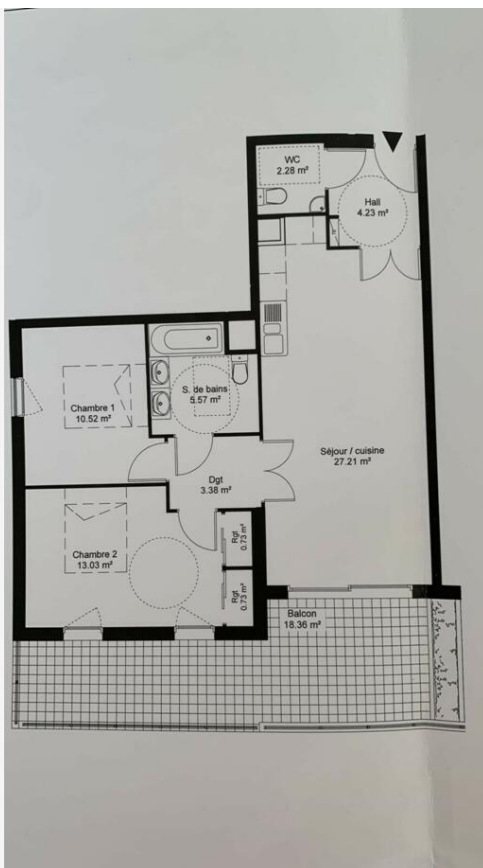 WC
2.28 m²
Hall
4.23 m²
Chambre 1
10.52 m²
S. de bains
5.57 m²
Séjour / cuisine
27.21 m²
Dgt
3.38 m²
Rgt
0.73 m²
Chambre 2
13.03 m²
Rgt
0.73 m²
Balcon
18.36 m²